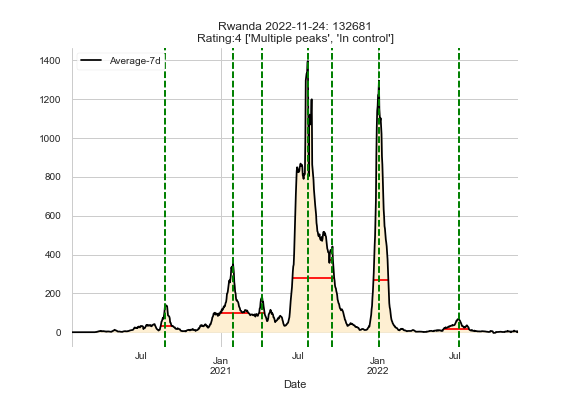 Rwanda 2022-11-24: 132681
Rating:4 ['Multiple peaks', 'In control']
Average-7d
1400
1200
1000
800
600
400
200
0
Jul
Jan
2021
Jul
Jan
2022
Jul
Date